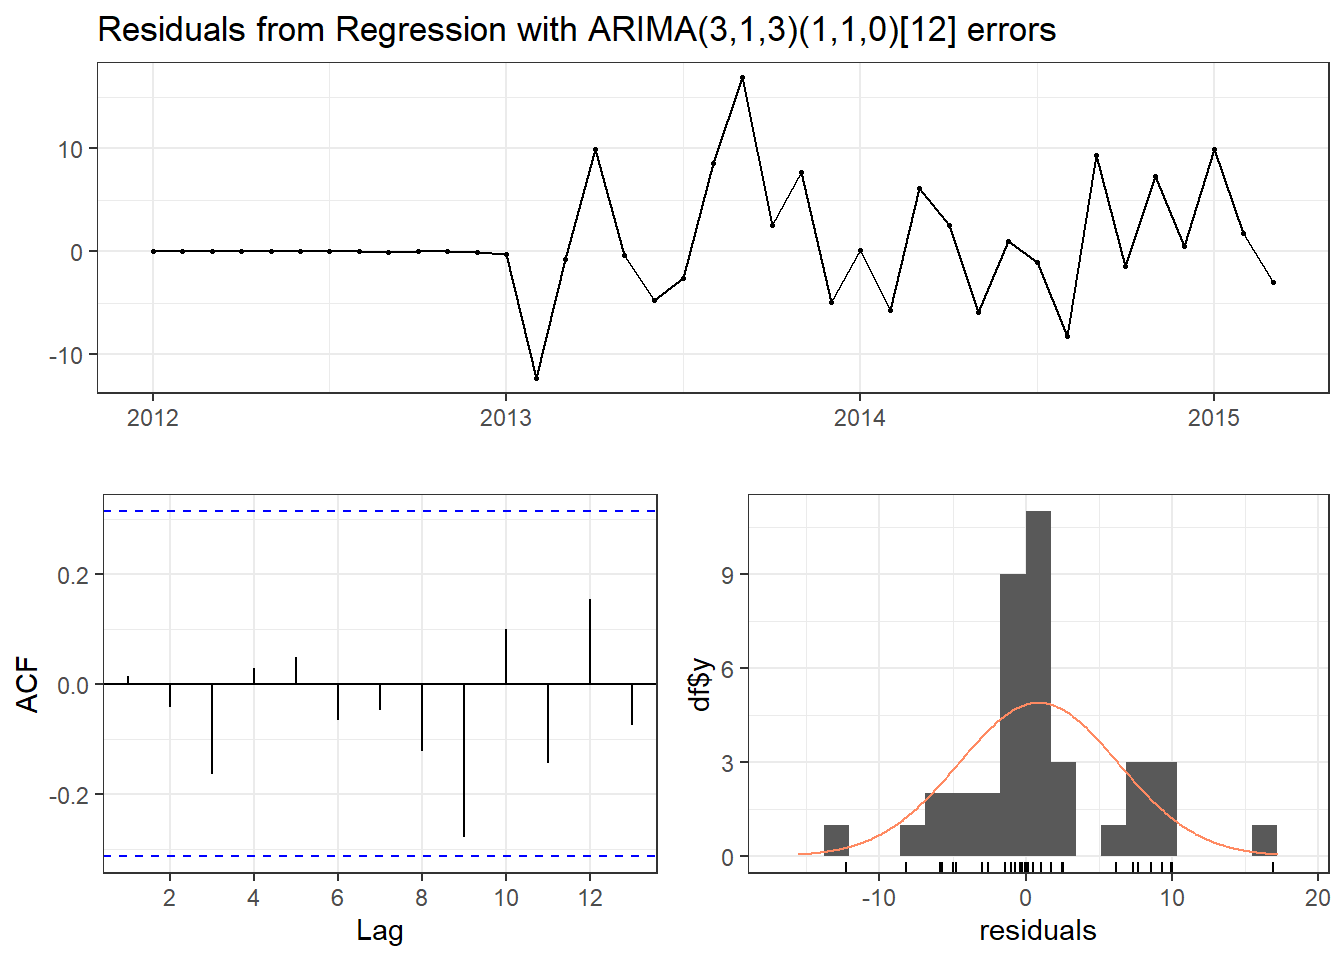 Residuals from Regression with ARIMA(3,1,3)(1,1,0)[12] errors
10
0
-10
2012 2013 2014 2015
ACF
0.2
0.0
-0.2
2 4 6 8 10 12
Lag
df$y
9
6
3
0
-10 0 10 20
residuals